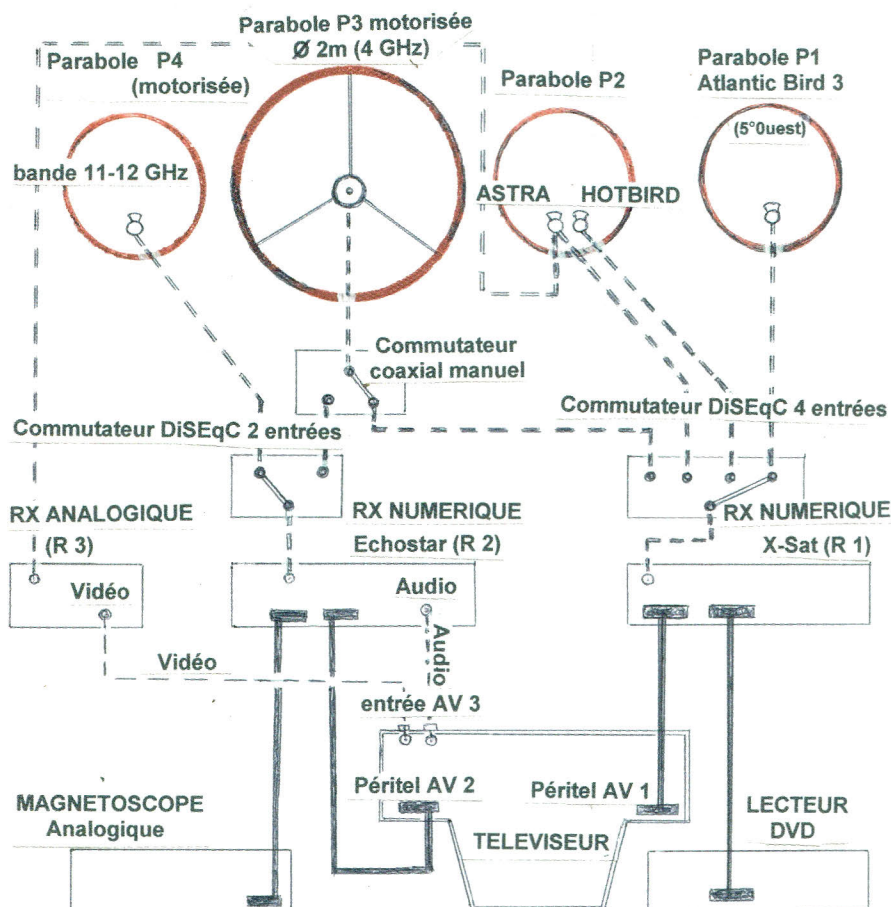 Parabole P3 motorisée
Ø 2m (4 GHz)
Parabole P4
(motorisée)
Parabole P2
Parabole P1
Atlantic Bird 3
(5°0uest)
bande 11-12 GHz
ASTRA HOTBIRD
Commutateur
coaxial manuel
Commutateur DiSEqC 4 entrées
Commutateur DiSEqC 2 entrées
RX ANALOGIQUE
(R 3)
RX NUMERIQUE
Echostar (R 2)
RX NUMERIQUE
X-Sat (R 1)
Vidéo
Audio
Audio
Vidéo
entrée AV 3
Péritel AV 2
Péritel AV 1
MAGNETOSCOPE
Analogique
TELEVISEUR
LECTEUR
DVD